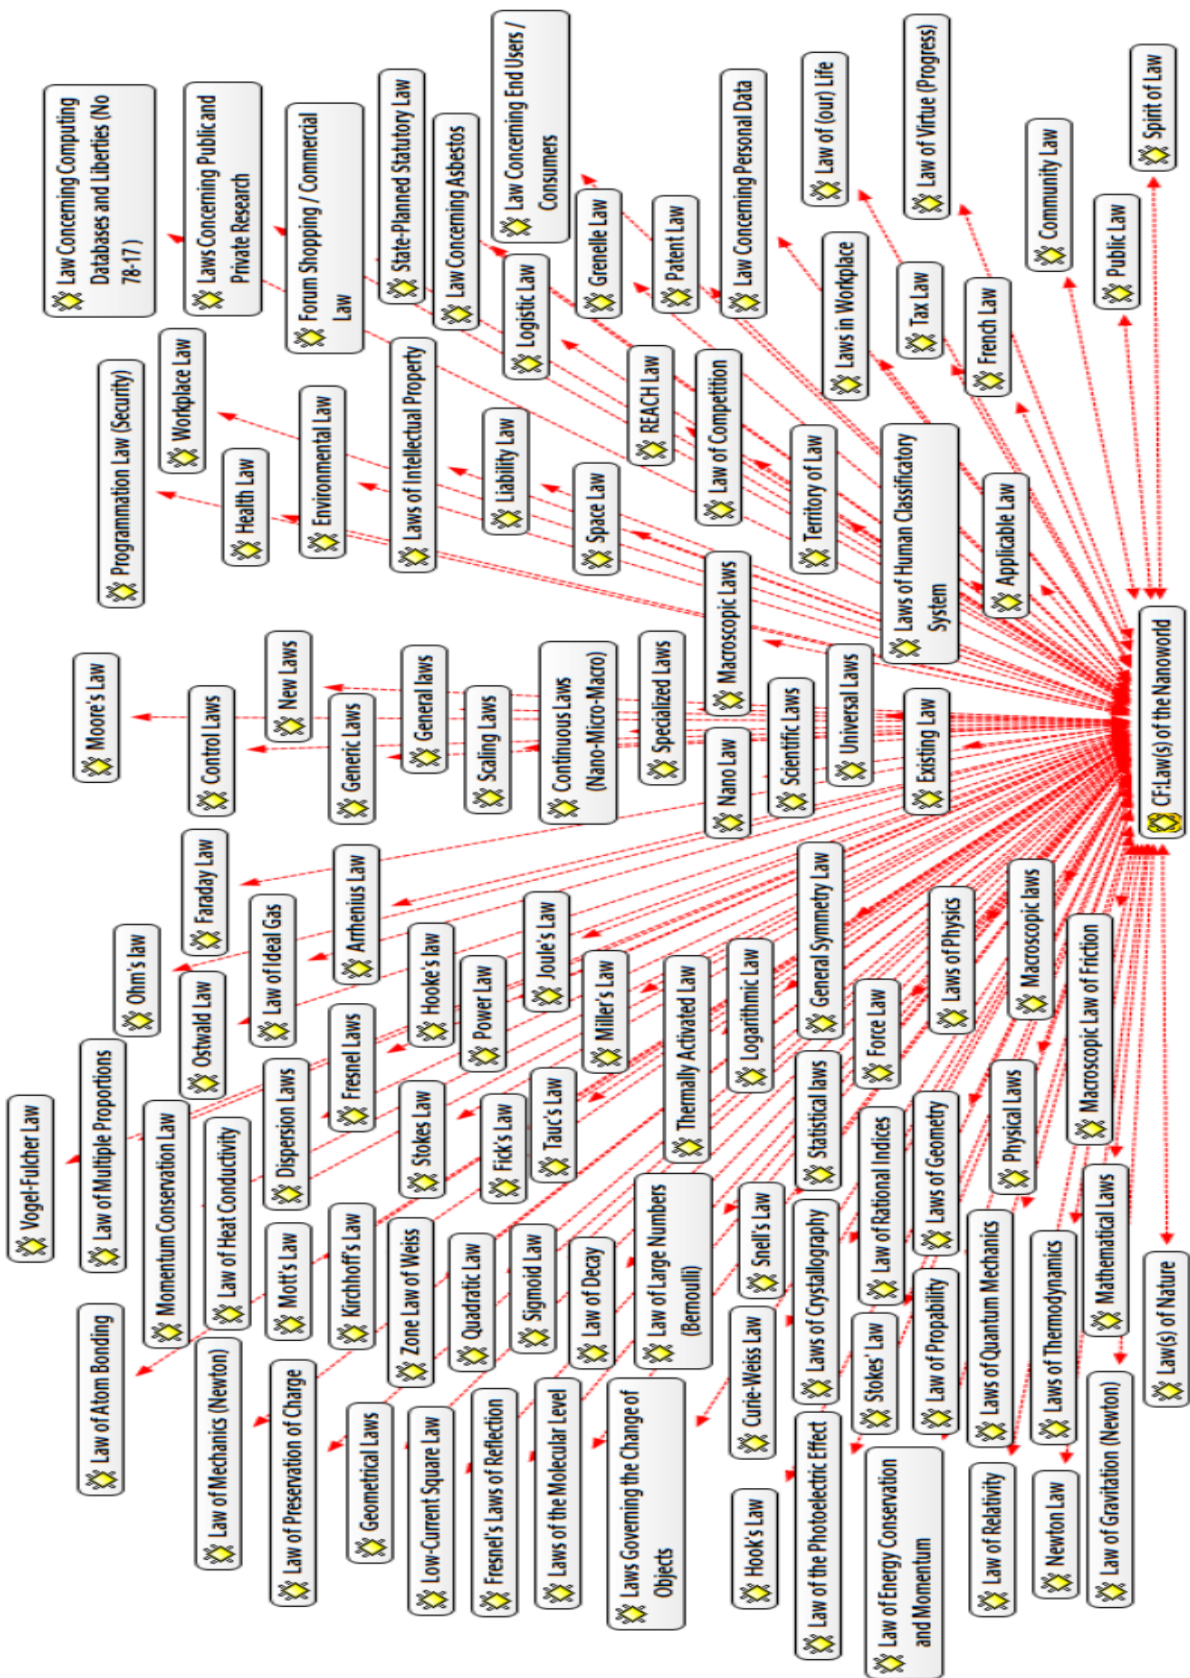 Vogel-Fulcher Law
Law of Atom Bonding
Law of Multiple Proportions
Ohm's law
Momentum Conservation Law
Ostwald Law
Faraday Law
Law of Mechanics (Newton)
Law of Heat Conductivity
Law of Ideal Gas
Law of Preservation of Charge
Mott's Law
Dispersion Laws
Arrhenius Law
Geometrical Laws
Kirchhoff's Law
Fresnel Laws
Hooke's law
Low-Current Square Law
Zone Law of Weiss
Stokes Law
Power Law
Fresnel's Laws of Reflection
Quadratic Law
Fick's Law
Joule's Law
Laws of the Molecular Level
Sigmoid Law
Tauc's Law
Miller's Law
Laws Governing the Change of
Objects
Law of Decay
Law of Large Numbers
(Bernoulli)
Thermally Activated Law
Logarithmic Law
Hook's Law
Curie-Weiss Law
Snell's Law
Statistical laws
General Symmetry Law
Law of the Photoelectric Effect
Laws of Crystallography
Law of Rational Indices
Force Law
Law of Energy Conservation
and Momentum
Stokes' Law
Law of Propability
Laws of Geometry
Laws of Physics
Law of Relativity
Laws of Quantum Mechanics
Physical Laws
Macroscopic laws
Newton Law
Laws of Thermodynamics
Macroscopic Law of Friction
Law of Gravitation (Newton)
Mathematical Laws
Law(s) of Nature
Moore's Law
Control Laws
New Laws
Generic Laws
General laws
Scaling Laws
Continuous Laws
(Nano-Micro-Macro)
Specialized Laws
Macroscopic Laws
Nano Law
Scientific Laws
Universal Laws
Existing Law
CF:Law(s) of the Nanoworld
Law Concerning Computing
Databases and Liberties (No
78-17 )
Programmation Law (Security)
Workplace Law
Laws Concerning Public and
Private Research
Health Law
Forum Shopping / Commercial
Law
Environmental Law
State-Planned Statutory Law
Laws of Intellectual Property
Law Concerning Asbestos
Liability Law
Logistic Law
Law Concerning End Users /
Consumers
Space Law
Grenelle Law
REACH Law
Patent Law
Law of Competition
Law Concerning Personal Data
Territory of Law
Laws in Workplace
Law of (our) Life
Laws of Human Classificatory
System
Tax Law
Law of Virtue (Progress)
Applicable Law
French Law
Community Law
Public Law
Spirit of Law